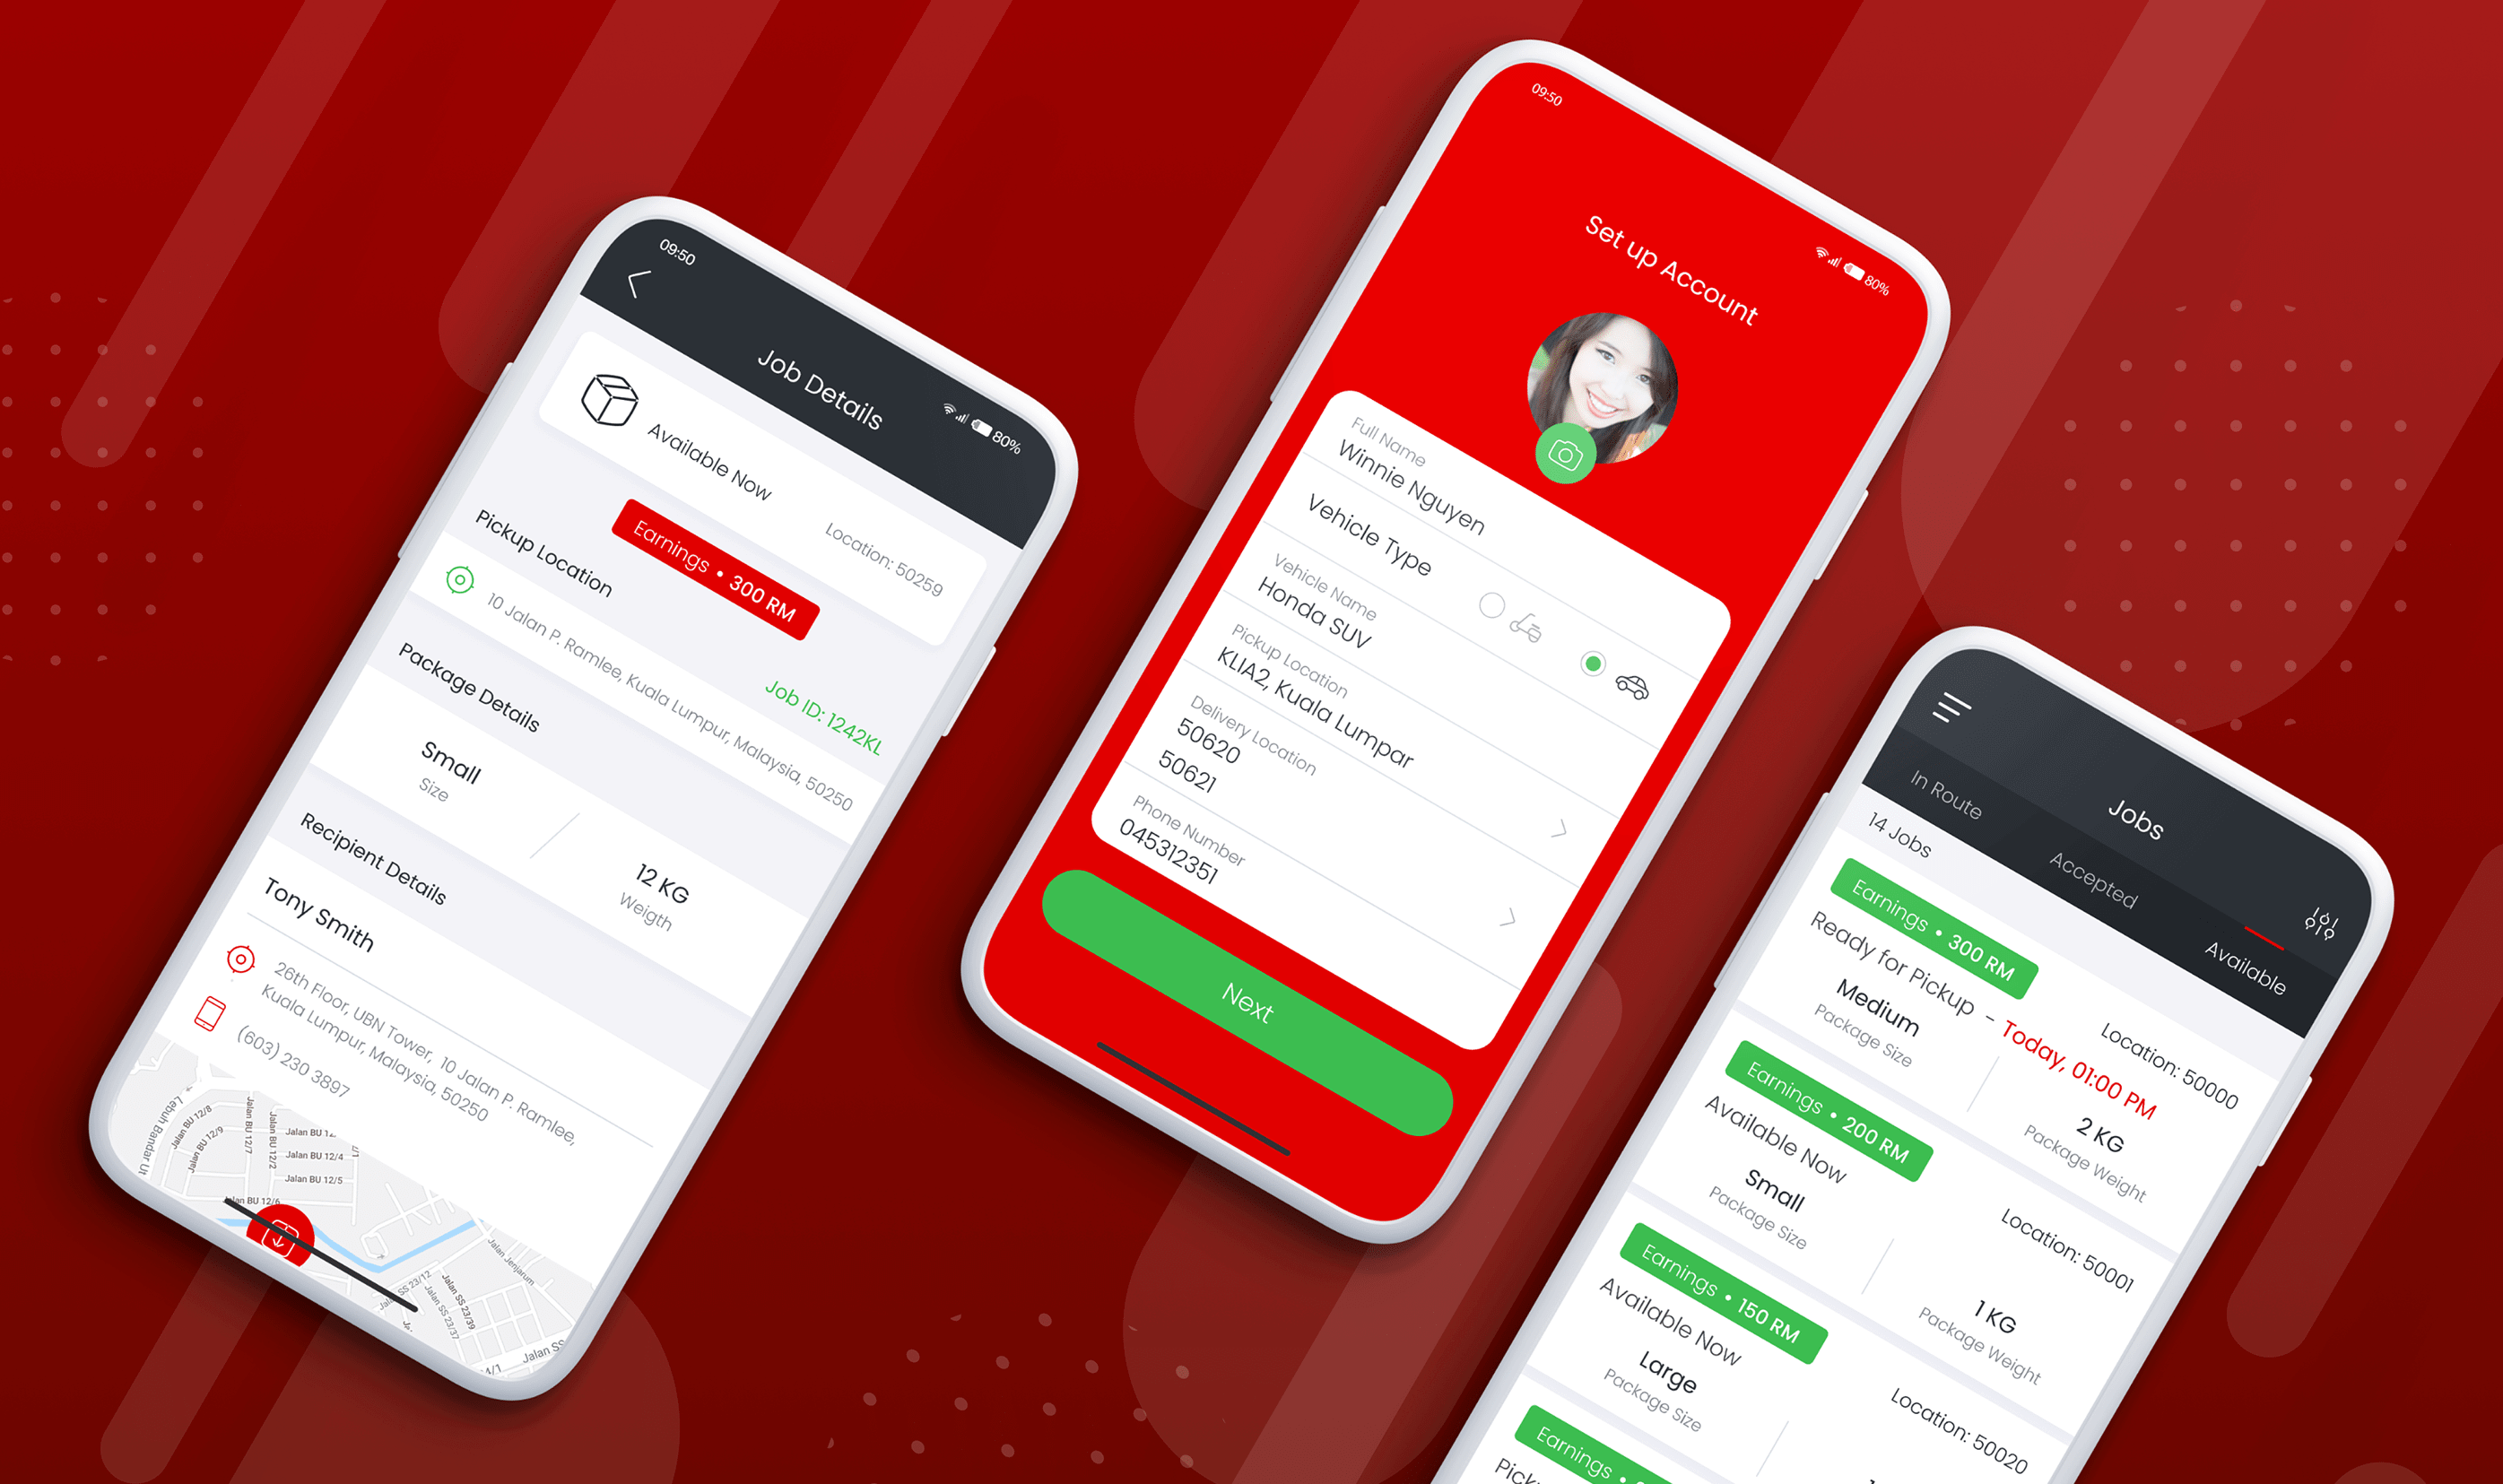 09:50
80%
Job Details
Available Now
Location: 50259
Earnings • 300 RM
Pickup Location
Job ID: 1242KL
10 Jalan P. Ramlee, Kuala Lumpur, Malaysia, 50250
Package Details
Small
Size
12 KG
Weigth
Recipient Details
Tony Smith
26th Floor, UBN Tower, 10 Jalan P. Ramlee,
Kuala Lumpur, Malaysia, 50250
(603) 230 3897
Lebuh Bandar Ut
Jalan BU 12/8
Jalan BU 12/9
Jalan BU 12/7
Jalan BU 12/2
Jalan BU 12
Jalan BU 12/4
Jalan BU 12/5
Jalan BU 12/6
Jalan Jenjarum
Jalan SS 23/12
Jalan SS 23/39
Jalan SS 23/37
Jalan SS
09:50
80%
Set up Account
Full Name
Winnie Nguyen
Vehicle Type
Vehicle Name
Honda SUV
Pickup Location
KLIA2, Kuala Lumpar
Delivery Location
50620
50621
Phone Number
045312351
Next
Jobs
In Route
Accepted
Available
14 Jobs
Earnings • 300 RM
Location: 50000
Ready for Pickup - Today, 01:00 PM
Medium
Package Size
2 KG
Package Weight
Earnings • 200 RM
Location: 50001
Available Now
Small
Package Size
1 KG
Package Weight
Earnings • 150 RM
Location: 50020
Available Now
Large
Package Size
Earnings •